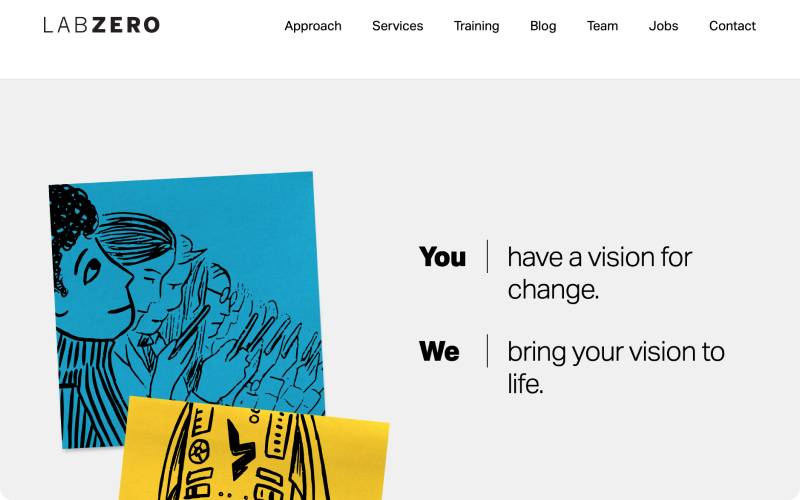 LABZERO
Approach Services Training Blog Team Jobs Contact
You have a vision for
change.
We bring your vision to
life.